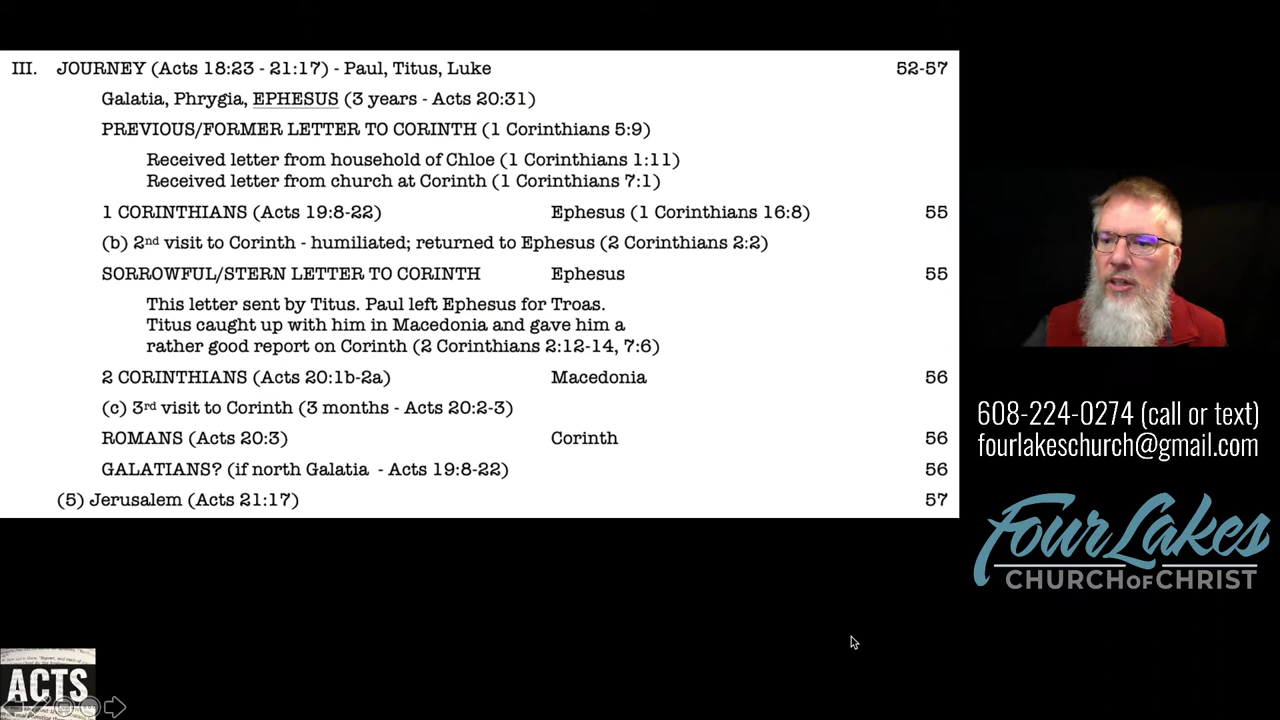 III. JOURNEY (Acts 18:23 - 21:17) - Paul, Titus, Luke 52-57
Galatia, Phrygia, EPHESUS (3 years - Acts 20:31)
PREVIOUS/FORMER LETTER TO CORINTH (1 Corinthians 5:9)
Received letter from household of Chloe (1 Corinthians 1:11)
Received letter from church at Corinth (1 Corinthians 7:1)
1 CORINTHIANS (Acts 19:8-22) Ephesus (1 Corinthians 16:8) 55
(b) 2nd visit to Corinth - humiliated; returned to Ephesus (2 Corinthians 2:2)
SORROWFUL/STERN LETTER TO CORINTH Ephesus 55
This letter sent by Titus. Paul left Ephesus for Troas.
Titus caught up with him in Macedonia and gave him a
rather good report on Corinth (2 Corinthians 2:12-14, 7:6)
2 CORINTHIANS (Acts 20:1b-2a) Macedonia 56
(c) 3rd visit to Corinth (3 months - Acts 20:2-3)
ROMANS (Acts 20:3) Corinth 56
GALATIANS? (if north Galatia - Acts 19:8-22) 56
(5) Jerusalem (Acts 21:17) 57
608-224-0274 (call or text)
fourlakeschurch@gmail.com
Four Lakes
CHURCH OF CHRIST
ACTS